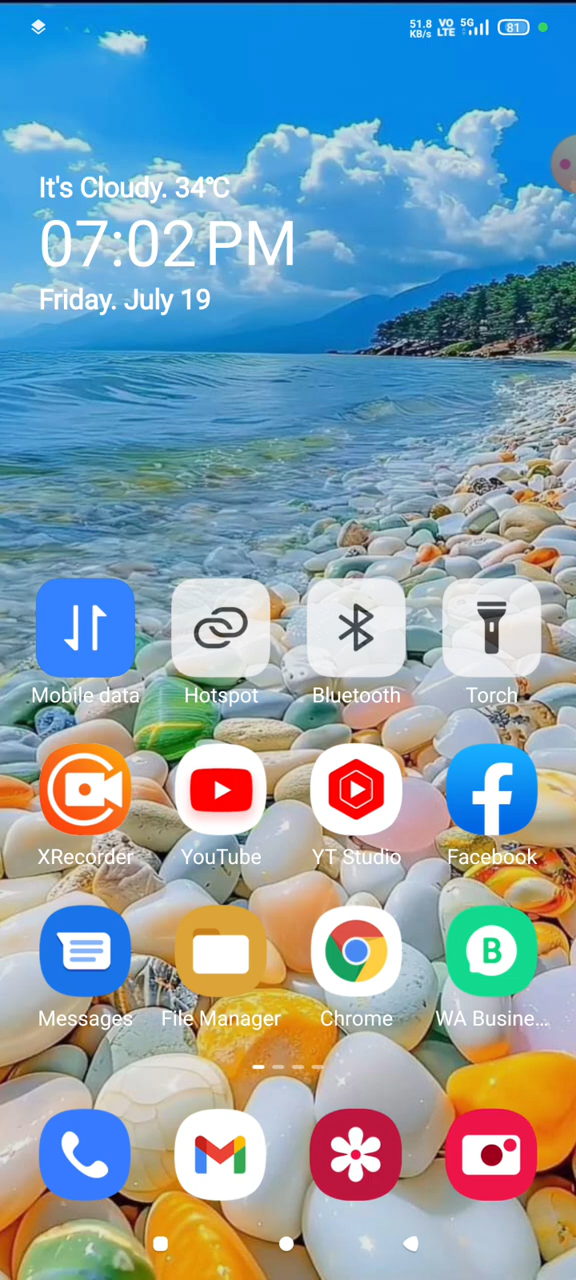 51.8 KB/s VO LTE 5G 81
It's Cloudy. 34℃
07:02 PM
Friday. July 19
Mobile data Hotspot Bluetooth Torch
XRecorder YouTube YT Studio Facebook
Messages File Manager Chrome WA Busine...